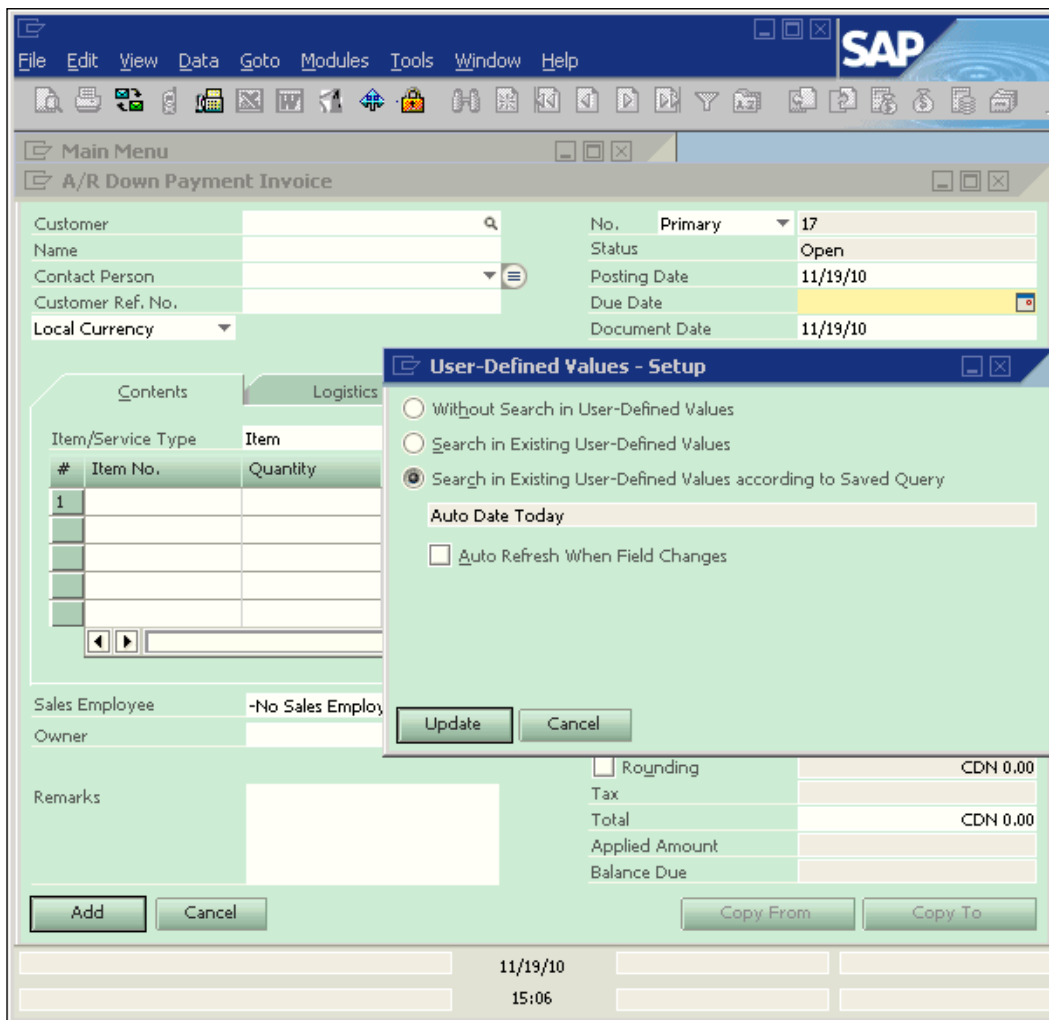 File Edit View Data Goto Modules Tools Window Help
SAP
Main Menu
A/R Down Payment Invoice
Customer
No. Primary 17
Name
Status Open
Contact Person
Posting Date 11/19/10
Customer Ref. No.
Due Date
Local Currency
Document Date 11/19/10
User-Defined Values - Setup
Without Search in User-Defined Values
Search in Existing User-Defined Values
Search in Existing User-Defined Values according to Saved Query
Auto Date Today
Auto Refresh When Field Changes
Update Cancel
Contents Logistics
Item/Service Type Item
# Item No. Quantity
1
Sales Employee -No Sales Employ
Owner
Rounding CDN 0.00
Remarks
Tax
Total CDN 0.00
Applied Amount
Balance Due
Add Cancel Copy From Copy To
11/19/10
15:06